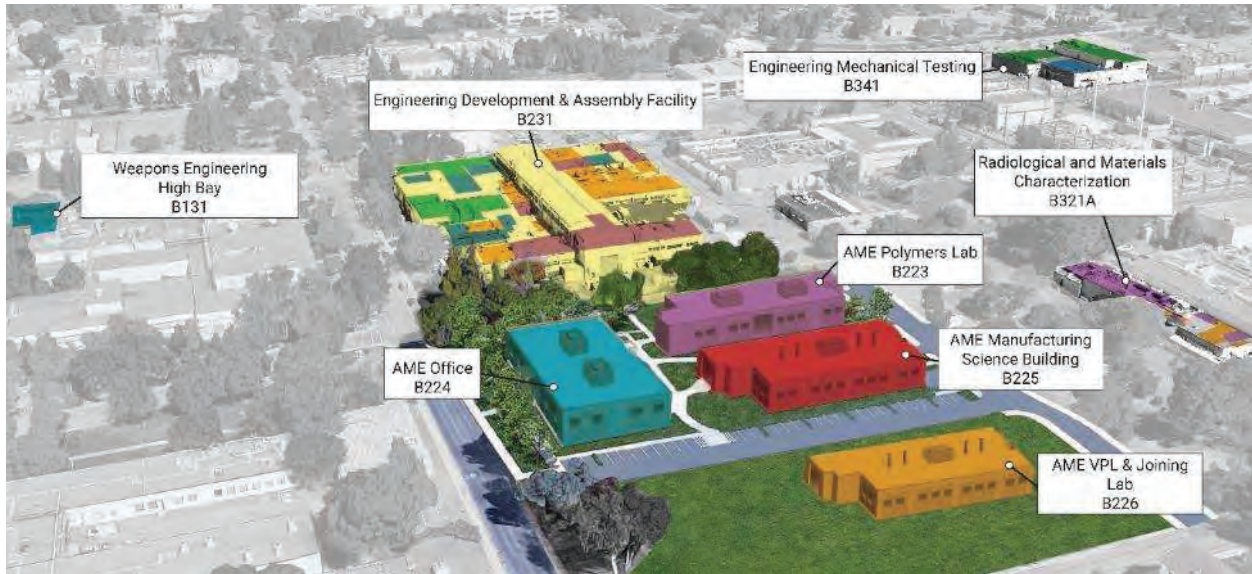 Engineering Mechanical Testing
B341
Engineering Development & Assembly Facility
B231
Weapons Engineering
High Bay
B131
Radiological and Materials
Characterization
B321A
AME Polymers Lab
B223
AME Manufacturing
Science Building
B225
AME Office
B224
AME VPL & Joining
Lab
B226